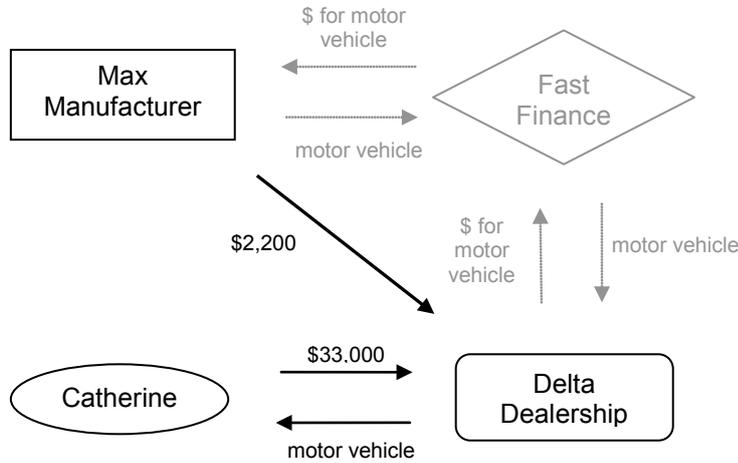 $ for motor
vehicle
Max
Manufacturer
Fast
Finance
motor vehicle
$2,200
$ for
motor
vehicle
motor vehicle
$33.000
Catherine
Delta
Dealership
motor vehicle